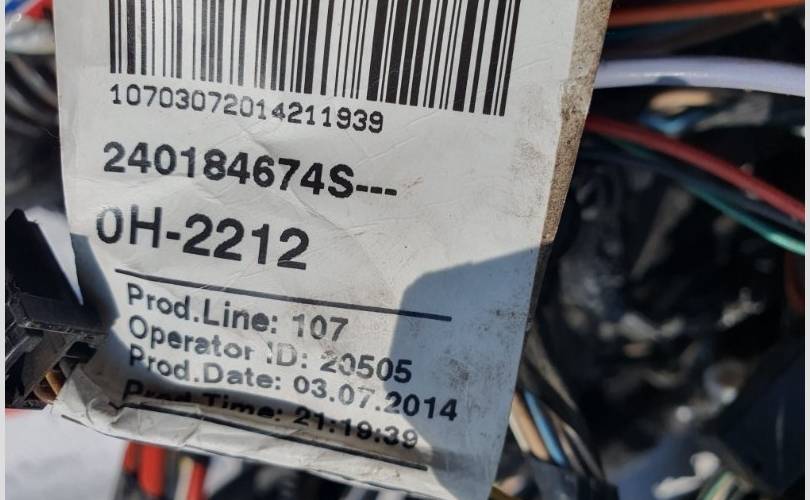 10703072014211939
240184674S---
0H-2212
Prod.Line: 107
Operator ID: 20505
Prod.Date: 03.07.2014
Prod.Time: 21:19:39